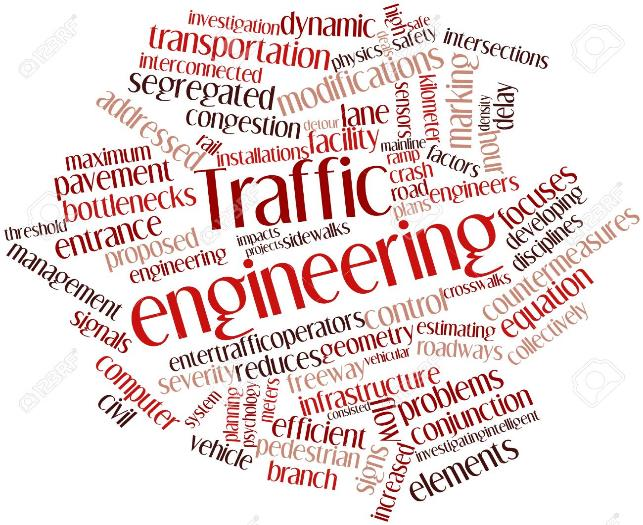 investigation
dynamic
high
safe
transportation
physics
safety
intersections
interconnected
deals
segregated
modifications
kilometer
marking
density
delay
addressed
congestion
detour
lane
sensors
hour
rail
installations
facility
mainline
ramp
factors
maximum
crash
pavement
road
engineers
bottlenecks
Traffic
plans
focuses
threshold
entrance
impacts
sidewalks
developing
proposed
projects
disciplines
management
engineering
engineering
crosswalks
countermeasures
signals
enter
traffic
operators
control
equation
collectively
severity
reduces
geometry
estimating
computer
freeway
vehicular
roadways
civil
system
planning
psychology
meters
infrastructure
consisted
flow
problems
efficient
conjunction
vehicle
pedestrian
signs
investigating
intelligent
branch
increased
elements
123RF